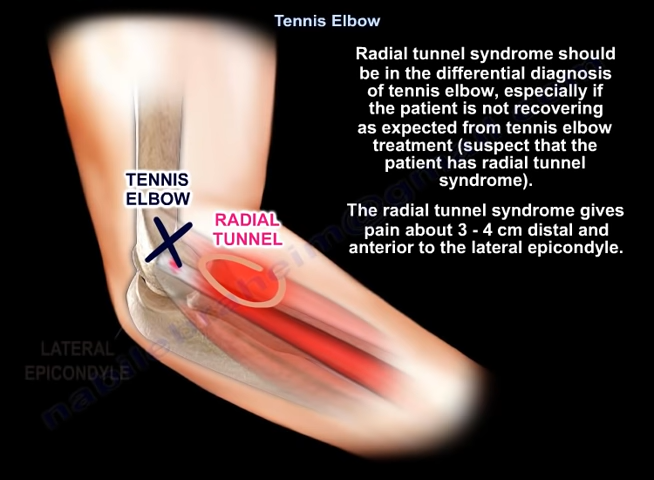 Tennis Elbow
Radial tunnel syndrome should
be in the differential diagnosis
of tennis elbow, especially if
the patient is not recovering
as expected from tennis elbow
treatment (suspect that the
patient has radial tunnel
syndrome).
The radial tunnel syndrome gives
pain about 3 - 4 cm distal and
anterior to the lateral epicondyle.
TENNIS
ELBOW
RADIAL
TUNNEL
LATERAL
EPICONDYLE